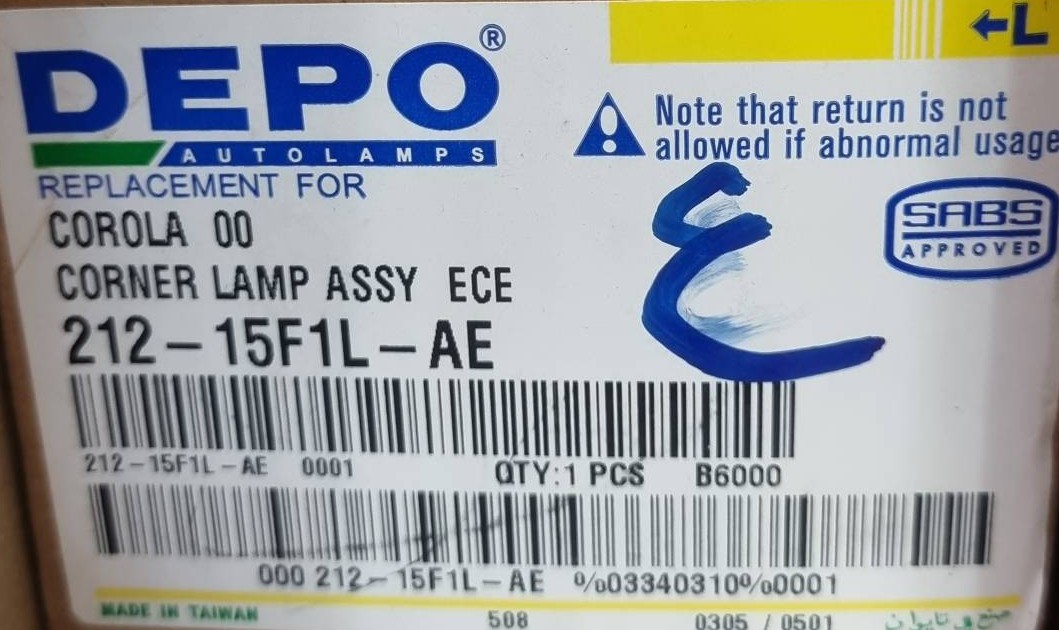 DEPO®
AUTOLAMPS
←L
Note that return is not
allowed if abnormal usage
REPLACEMENT FOR
COROLA 00
CORNER LAMP ASSY ECE
212-15F1L-AE
ع
SABS
APPROVED
212-15F1L-AE 0001 QTY:1 PCS B6000
000 212-15F1L-AE %03340310%0001
MADE IN TAIWAN 508 0305 / 0501 صنع في تايوان